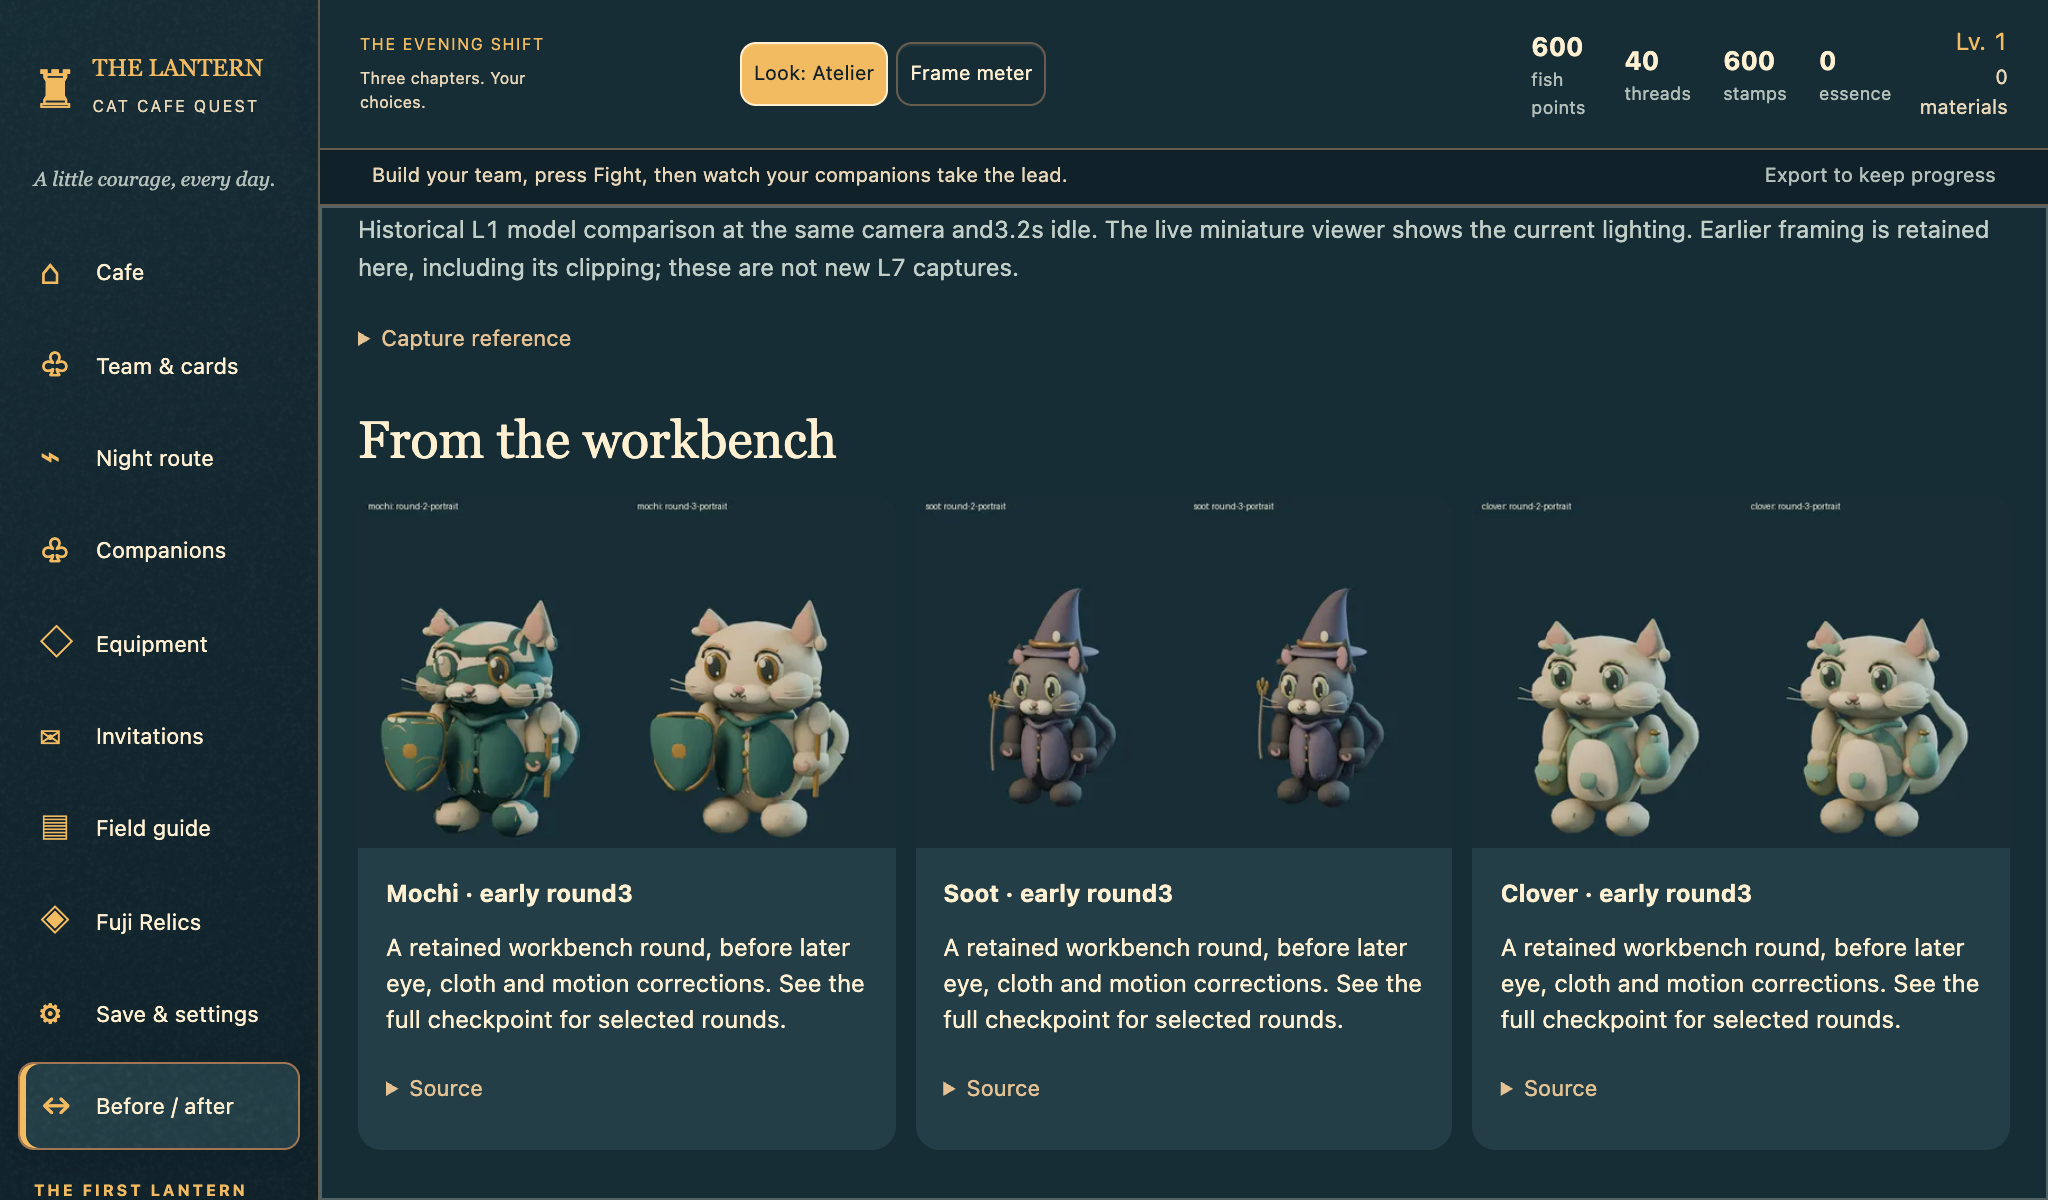 THE LANTERN
CAT CAFE QUEST
A little courage, every day.
Cafe
Team & cards
Night route
Companions
Equipment
Invitations
Field guide
Fuji Relics
Save & settings
Before / after
THE FIRST LANTERN
THE EVENING SHIFT
Three chapters. Your
choices.
Look: Atelier
Frame meter
600
fish
points
40
threads
600
stamps
0
essence
Lv. 1
0
materials
Build your team, press Fight, then watch your companions take the lead.
Export to keep progress
Historical L1 model comparison at the same camera and3.2s idle. The live miniature viewer shows the current lighting. Earlier framing is retained
here, including its clipping; these are not new L7 captures.
Capture reference
From the workbench
mochi: round-2-portrait
mochi: round-3-portrait
soot: round-2-portrait
soot: round-3-portrait
clover: round-2-portrait
clover: round-3-portrait
Mochi · early round3
A retained workbench round, before later
eye, cloth and motion corrections. See the
full checkpoint for selected rounds.
Source
Soot · early round3
A retained workbench round, before later
eye, cloth and motion corrections. See the
full checkpoint for selected rounds.
Source
Clover · early round3
A retained workbench round, before later
eye, cloth and motion corrections. See the
full checkpoint for selected rounds.
Source